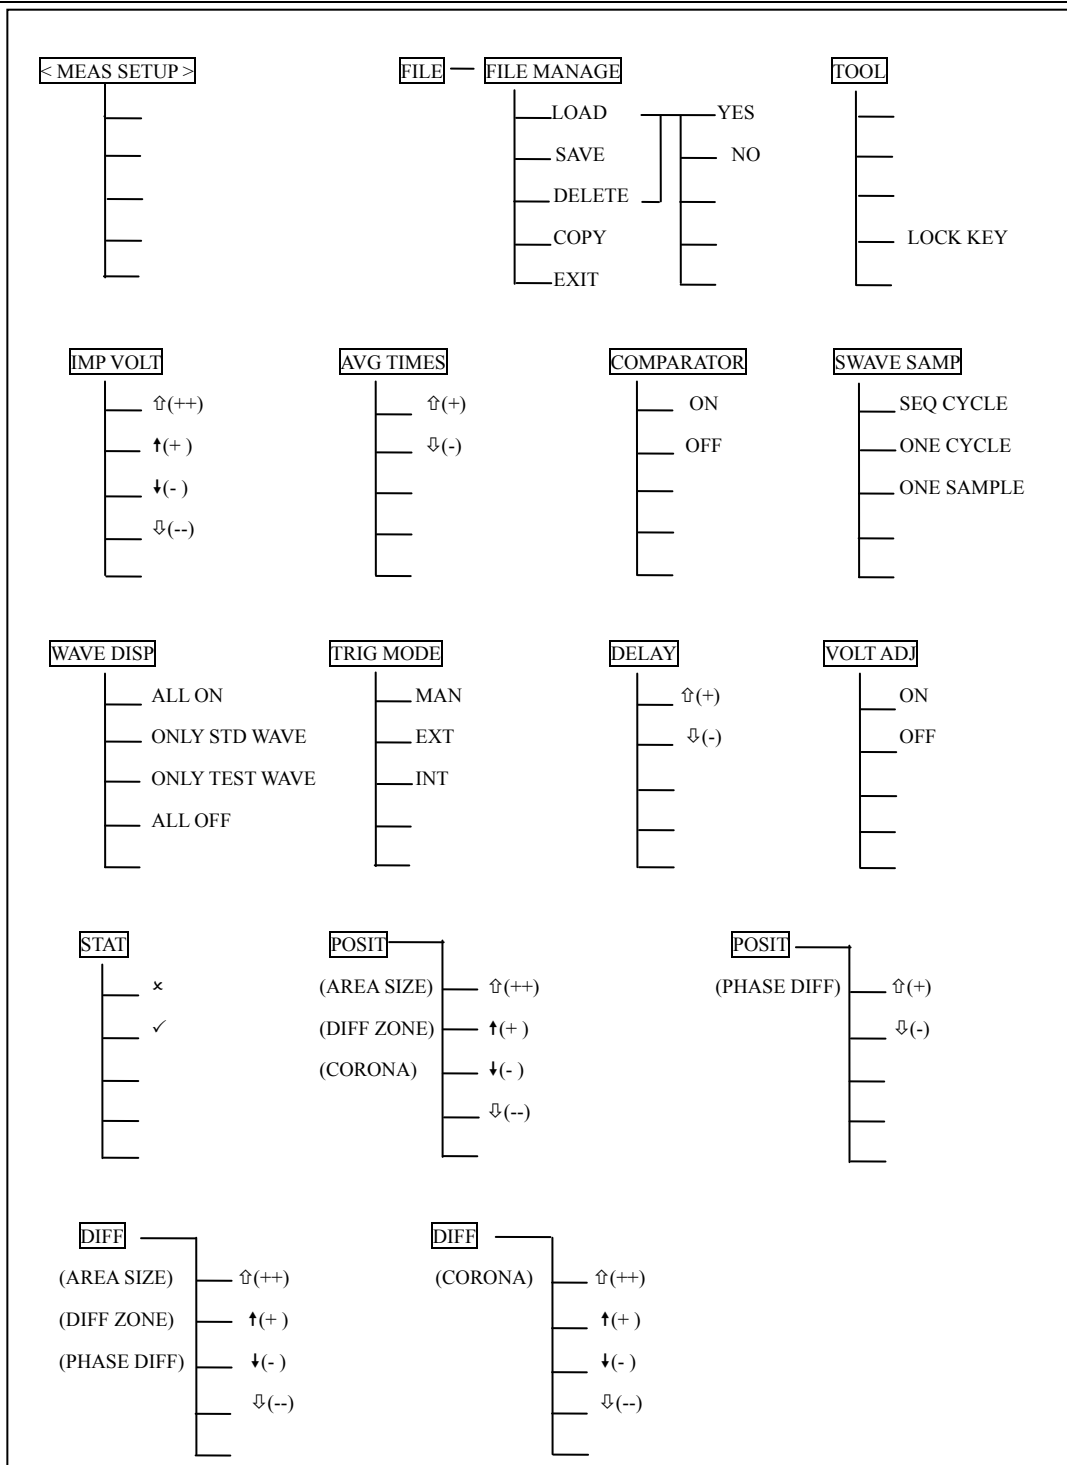 < MEAS SETUP >
FILE
FILE MANAGE
LOAD
SAVE
DELETE
COPY
EXIT
YES
NO
TOOL
LOCK KEY
IMP VOLT
⇧(++)
↑(+ )
↓(- )
⇩(--)
AVG TIMES
⇧(+)
⇩(-)
COMPARATOR
ON
OFF
SWAVE SAMP
SEQ CYCLE
ONE CYCLE
ONE SAMPLE
WAVE DISP
ALL ON
ONLY STD WAVE
ONLY TEST WAVE
ALL OFF
TRIG MODE
MAN
EXT
INT
DELAY
⇧(+)
⇩(-)
VOLT ADJ
ON
OFF
STAT
×
✓
POSIT
(AREA SIZE)
(DIFF ZONE)
(CORONA)
⇧(++)
↑(+ )
↓(- )
⇩(--)
POSIT
(PHASE DIFF)
⇧(+)
⇩(-)
DIFF
(AREA SIZE)
(DIFF ZONE)
(PHASE DIFF)
⇧(++)
↑(+ )
↓(- )
⇩(--)
DIFF
(CORONA)
⇧(++)
↑(+ )
↓(- )
⇩(--)